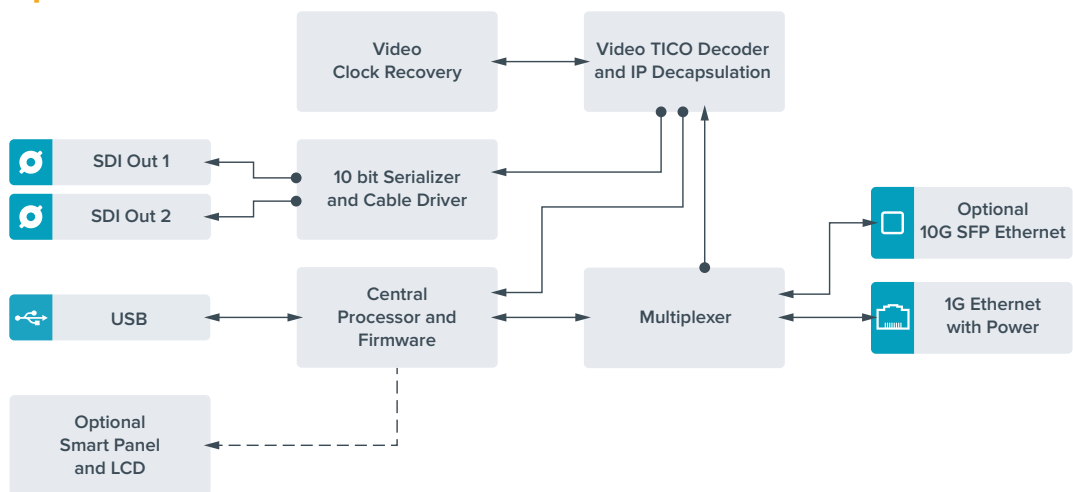 Video
Clock Recovery
Video TICO Decoder
and IP Decapsulation
SDI Out 1
SDI Out 2
10 bit Serializer
and Cable Driver
Optional
10G SFP Ethernet
USB
Central
Processor and
Firmware
Multiplexer
1G Ethernet
with Power
Optional
Smart Panel
and LCD